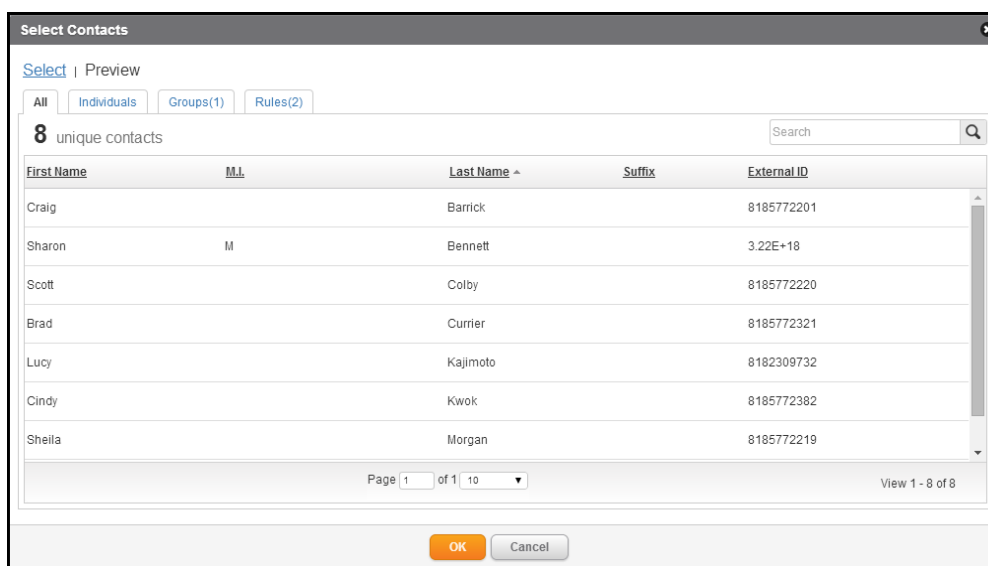 Select Contacts
Select | Preview
All Individuals Groups(1) Rules(2)
8 unique contacts Search
First Name M.I. Last Name Suffix External ID
Craig Barrick 8185772201
Sharon M Bennett 3.22E+18
Scott Colby 8185772220
Brad Currier 8185772321
Lucy Kajimoto 8182309732
Cindy Kwok 8185772382
Sheila Morgan 8185772219
Page 1 of 1 10 View 1 - 8 of 8
OK Cancel